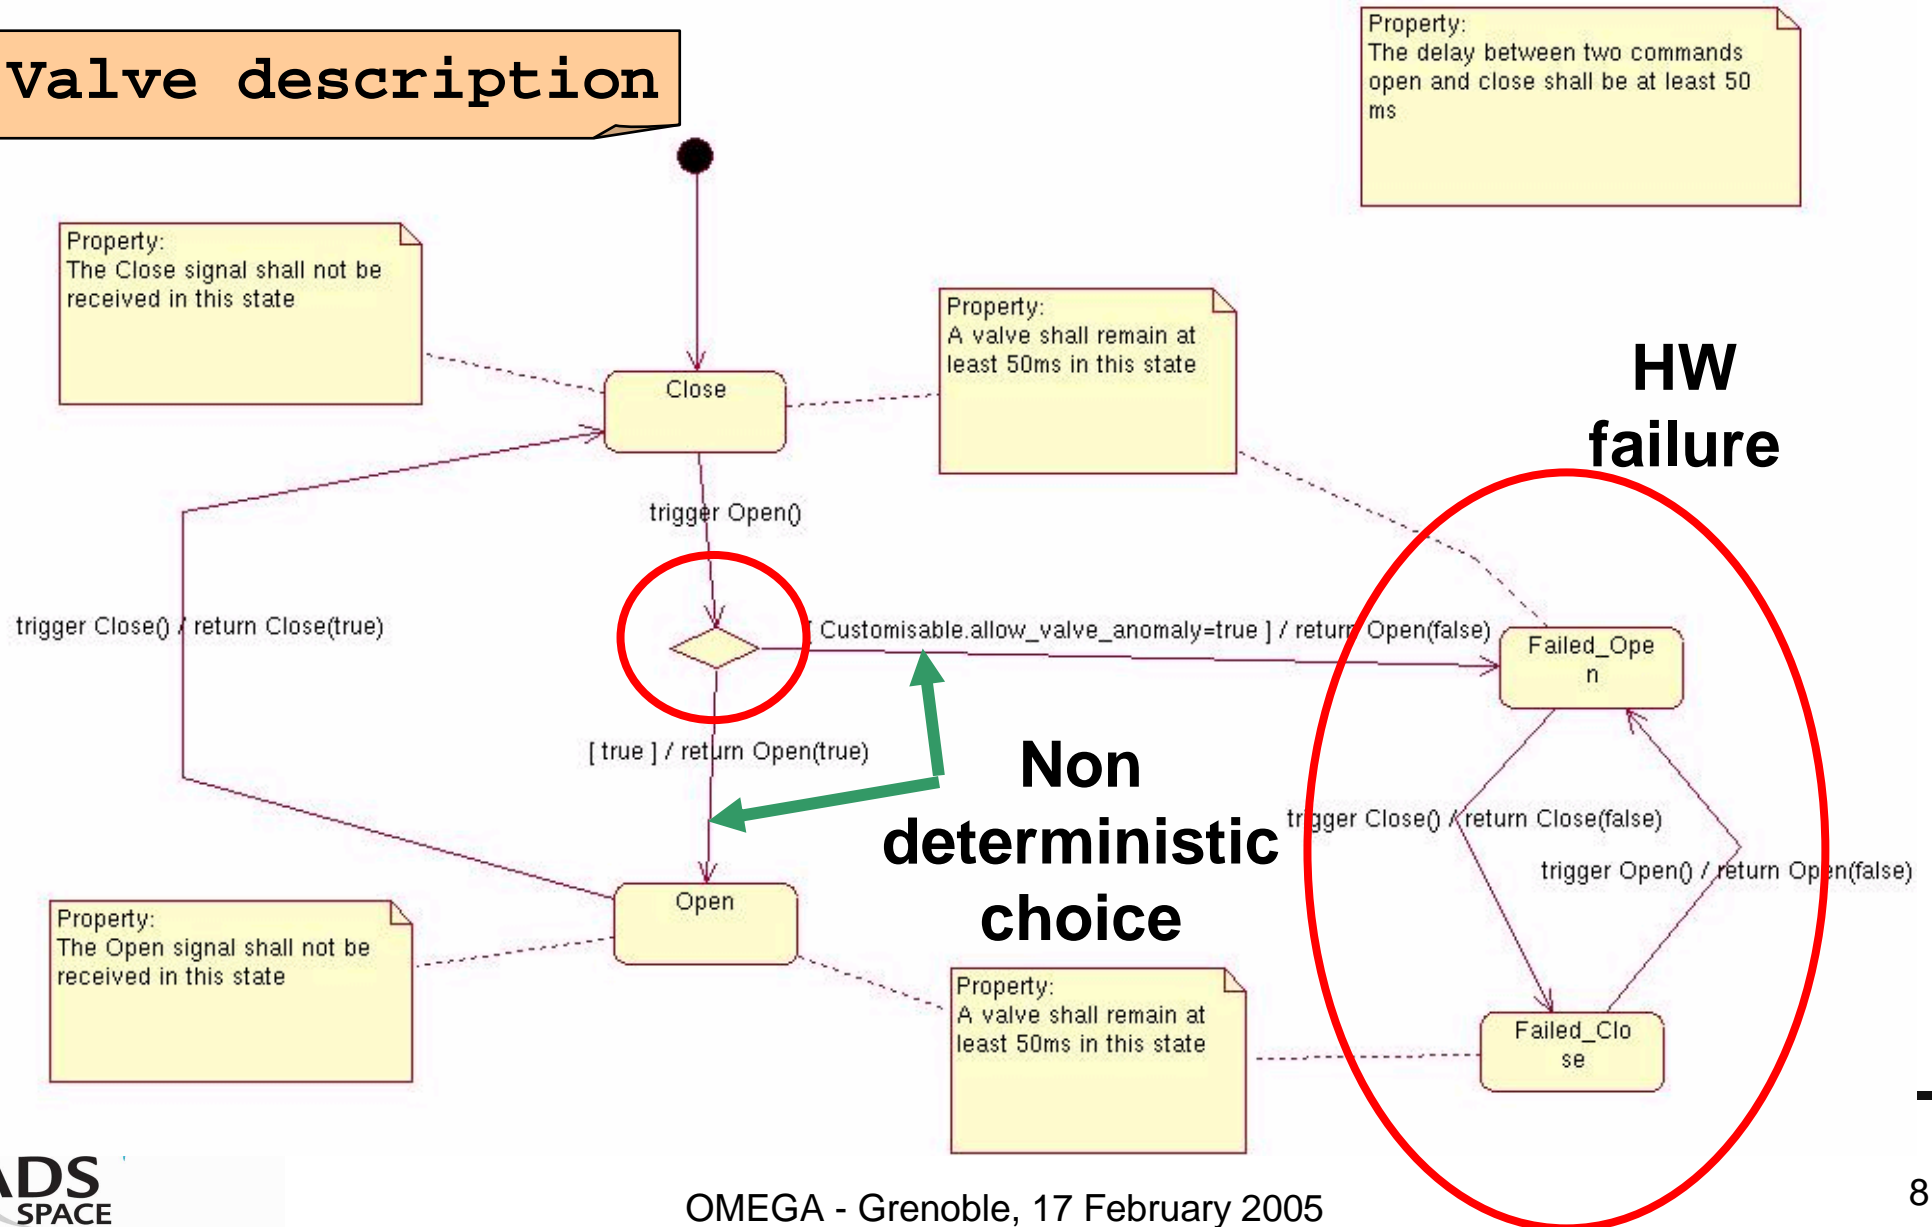 Valve description
Property:
The delay between two commands
open and close shall be at least 50
ms
Property:
The Close signal shall not be
received in this state
Property:
A valve shall remain at
least 50ms in this state
HW
failure
Close
trigger Open()
trigger Close() / return Close(true)
[ Customisable.allow_valve_anomaly=true ] / return Open(false)
Failed_Ope
n
[ true ] / return Open(true)
Non
deterministic
choice
trigger Close() / return Close(false)
trigger Open() / return Open(false)
Open
Property:
The Open signal shall not be
received in this state
Property:
A valve shall remain at
least 50ms in this state
Failed_Clo
se
ADS
SPACE
OMEGA - Grenoble, 17 February 2005
8